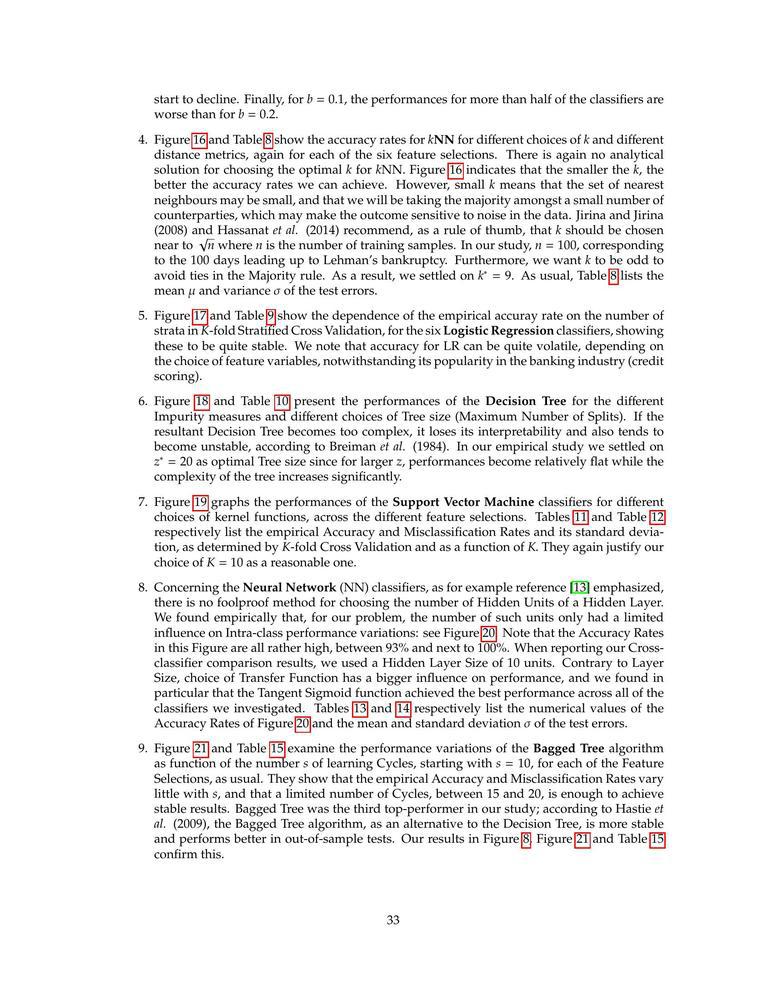 start to decline. Finally, for b = 0.1, the performances for more than half of the classifiers are
worse than for b = 0.2.
4. Figure 16 and Table 8 show the accuracy rates for kNN for different choices of k and different
distance metrics, again for each of the six feature selections. There is again no analytical
solution for choosing the optimal k for kNN. Figure 16 indicates that the smaller the k, the
better the accuracy rates we can achieve. However, small k means that the set of nearest
neighbours may be small, and that we will be taking the majority amongst a small number of
counterparties, which may make the outcome sensitive to noise in the data. Jirina and Jirina
(2008) and Hassanat et al. (2014) recommend, as a rule of thumb, that k should be chosen
near to √n where n is the number of training samples. In our study, n = 100, corresponding
to the 100 days leading up to Lehman's bankruptcy. Furthermore, we want k to be odd to
avoid ties in the Majority rule. As a result, we settled on k* = 9. As usual, Table 8 lists the
mean μ and variance σ of the test errors.
5. Figure 17 and Table 9 show the dependence of the empirical accuray rate on the number of
strata in K-fold Stratified Cross Validation, for the six Logistic Regression classifiers, showing
these to be quite stable. We note that accuracy for LR can be quite volatile, depending on
the choice of feature variables, notwithstanding its popularity in the banking industry (credit
scoring).
6. Figure 18 and Table 10 present the performances of the Decision Tree for the different
Impurity measures and different choices of Tree size (Maximum Number of Splits). If the
resultant Decision Tree becomes too complex, it loses its interpretability and also tends to
become unstable, according to Breiman et al. (1984). In our empirical study we settled on
z* = 20 as optimal Tree size since for larger z, performances become relatively flat while the
complexity of the tree increases significantly.
7. Figure 19 graphs the performances of the Support Vector Machine classifiers for different
choices of kernel functions, across the different feature selections. Tables 11 and Table 12
respectively list the empirical Accuracy and Misclassification Rates and its standard devia-
tion, as determined by K-fold Cross Validation and as a function of K. They again justify our
choice of K = 10 as a reasonable one.
8. Concerning the Neural Network (NN) classifiers, as for example reference [13] emphasized,
there is no foolproof method for choosing the number of Hidden Units of a Hidden Layer.
We found empirically that, for our problem, the number of such units only had a limited
influence on Intra-class performance variations: see Figure 20. Note that the Accuracy Rates
in this Figure are all rather high, between 93% and next to 100%. When reporting our Cross-
classifier comparison results, we used a Hidden Layer Size of 10 units. Contrary to Layer
Size, choice of Transfer Function has a bigger influence on performance, and we found in
particular that the Tangent Sigmoid function achieved the best performance across all of the
classifiers we investigated. Tables 13 and 14 respectively list the numerical values of the
Accuracy Rates of Figure 20 and the mean and standard deviation σ of the test errors.
9. Figure 21 and Table 15 examine the performance variations of the Bagged Tree algorithm
as function of the number s of learning Cycles, starting with s = 10, for each of the Feature
Selections, as usual. They show that the empirical Accuracy and Misclassification Rates vary
little with s, and that a limited number of Cycles, between 15 and 20, is enough to achieve
stable results. Bagged Tree was the third top-performer in our study; according to Hastie et
al. (2009), the Bagged Tree algorithm, as an alternative to the Decision Tree, is more stable
and performs better in out-of-sample tests. Our results in Figure 8, Figure 21 and Table 15
confirm this.
33